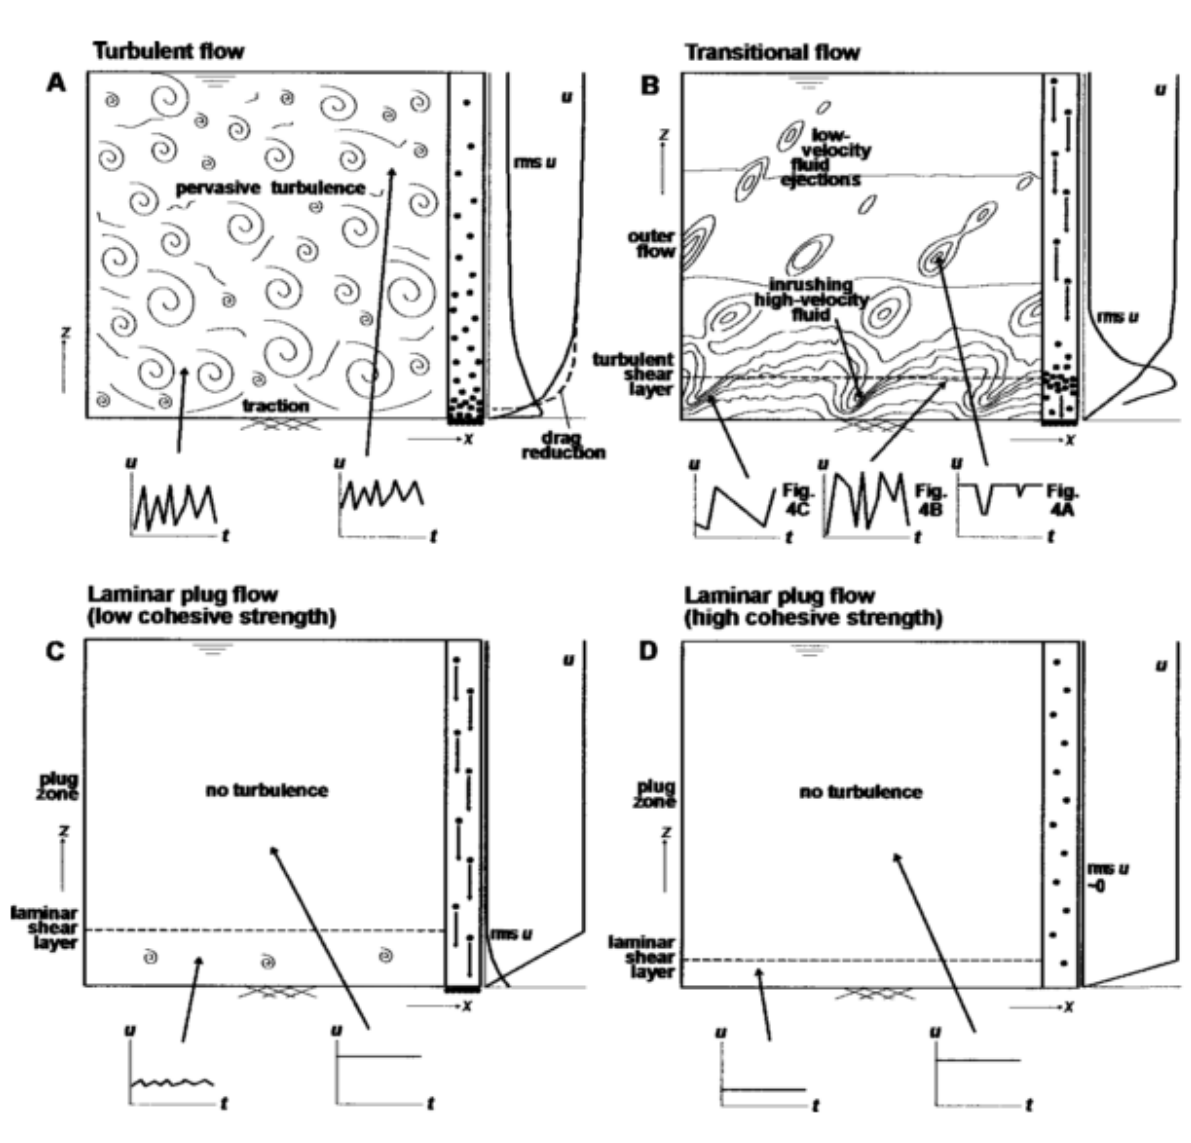 Turbulent flow
A
u
rms u
pervasive turbulence
z
traction
x
drag
reduction
u
t
u
t
Transitional flow
B
u
z
low-
velocity
fluid
ejections
outer
flow
inrushing
high-velocity
fluid
rms u
turbulent
shear
layer
x
u
t
Fig.
4C
u
t
Fig.
4B
u
t
Fig.
4A
Laminar plug flow
(low cohesive strength)
C
u
plug
zone
no turbulence
z
laminar
shear
layer
rms u
x
u
t
u
t
Laminar plug flow
(high cohesive strength)
D
u
plug
zone
no turbulence
z
rms u
~0
laminar
shear
layer
x
u
t
u
t